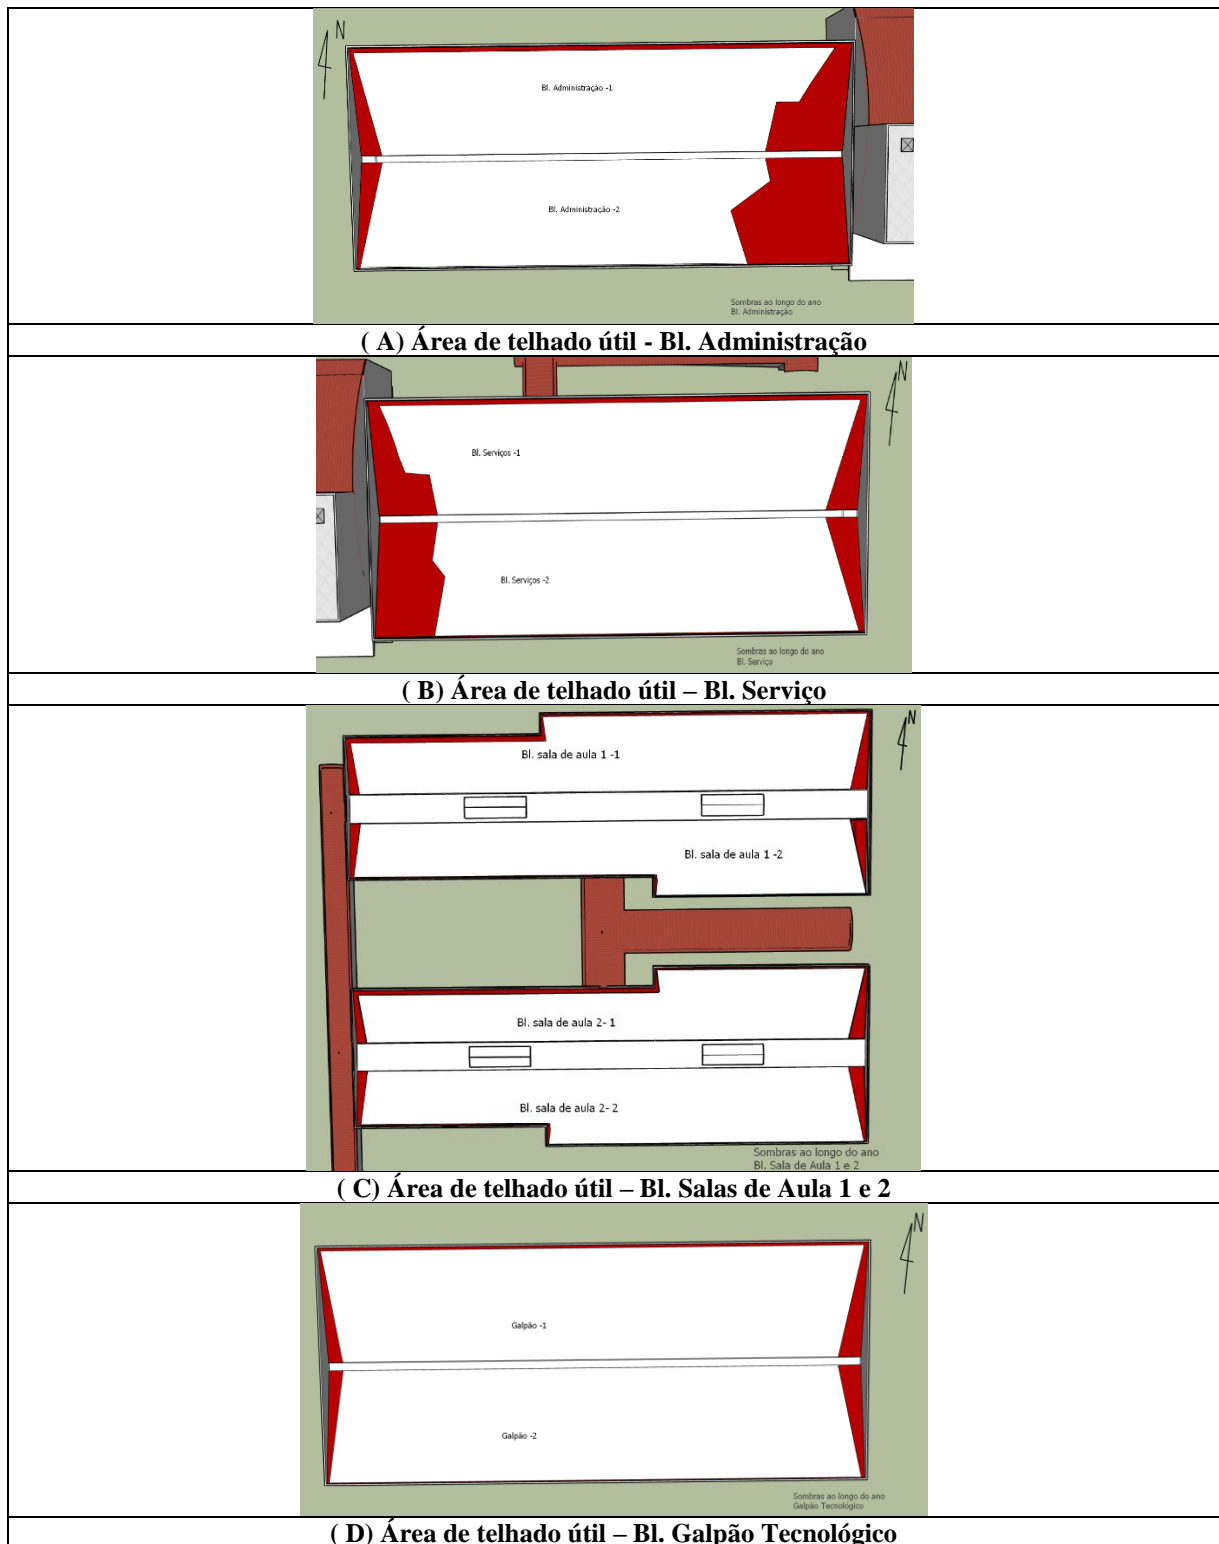 N
Bl. Administração -1
Bl. Administração -2
Sombras ao longo do ano
Bl. Administração
( A) Área de telhado útil - Bl. Administração
N
Bl. Serviços -1
Bl. Serviços -2
Sombras ao longo do ano
Bl. Serviço
( B) Área de telhado útil – Bl. Serviço
N
Bl. sala de aula 1 -1
Bl. sala de aula 1 -2
Bl. sala de aula 2- 1
Bl. sala de aula 2- 2
Sombras ao longo do ano
Bl. Sala de Aula 1 e 2
( C) Área de telhado útil – Bl. Salas de Aula 1 e 2
N
Galpão -1
Galpão -2
Sombras ao longo do ano
Galpão Tecnológico
( D) Área de telhado útil – Bl. Galpão Tecnológico